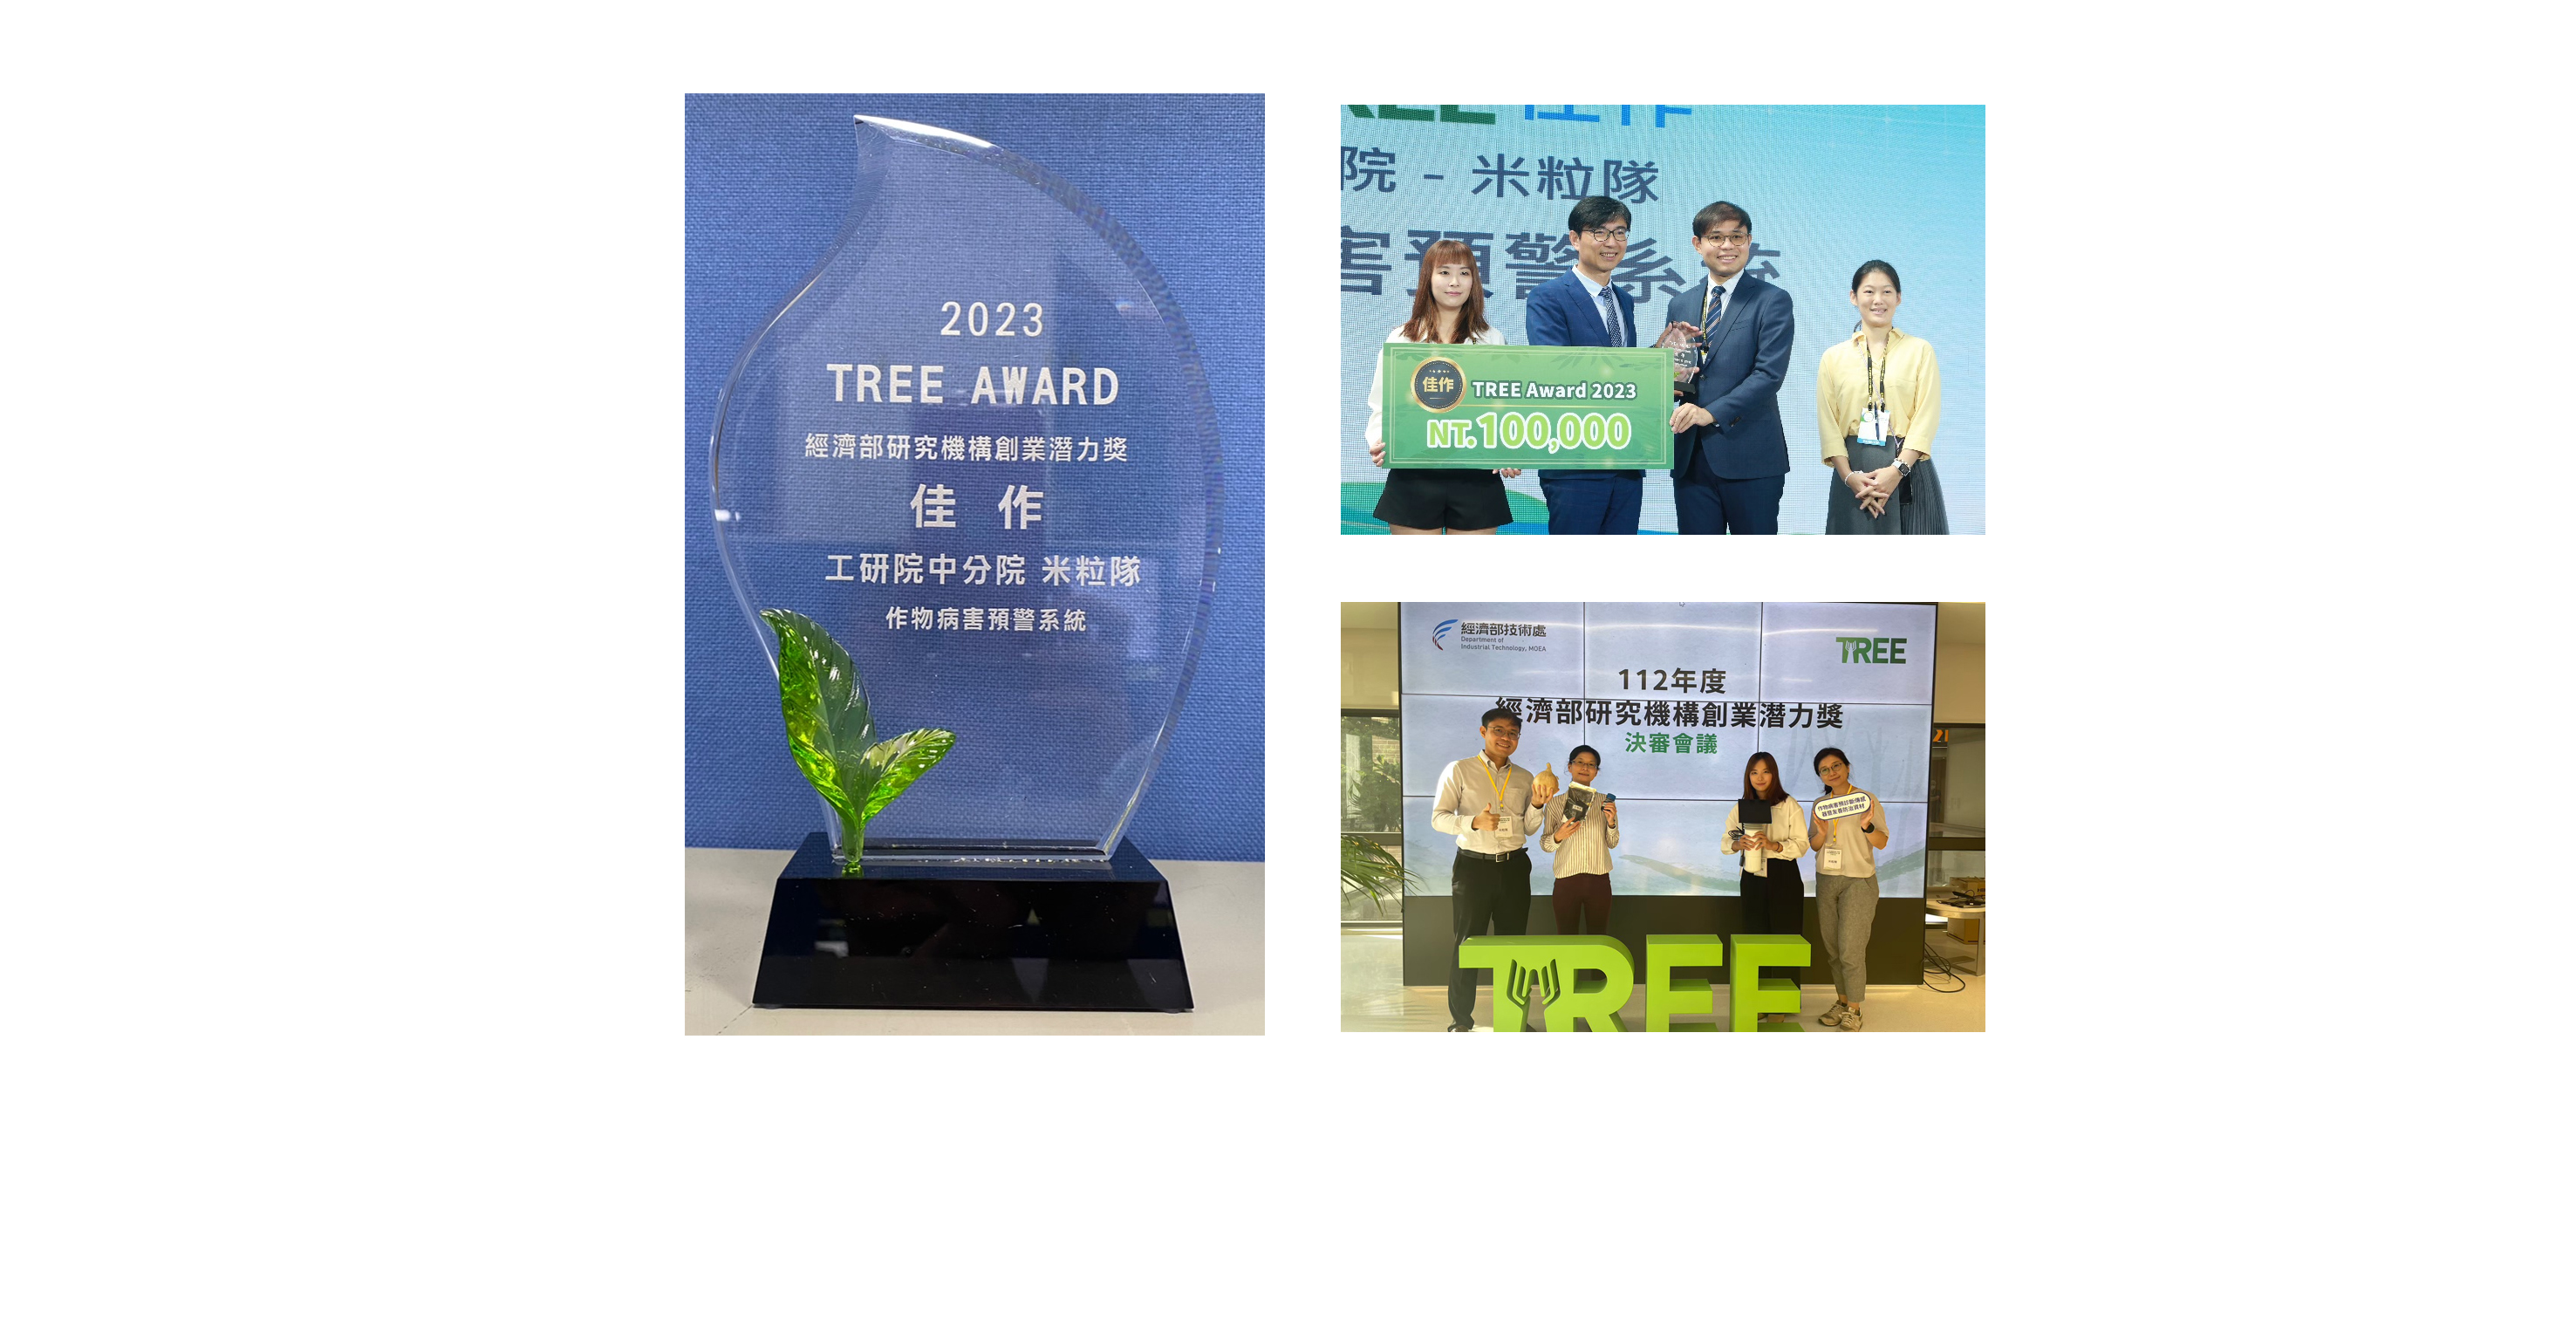 2023
TREE AWARD
經濟部研究機構創業潛力獎
佳 作
工研院中分院 米粒隊
作物病害預警系統
REE 佳作
院 - 米粒隊
害預警系統
佳作
TREE Award 2023
NT.100,000
經濟部技術處
Department of
Industrial Technology, MOEA
TREE
112年度
經濟部研究機構創業潛力獎
決審會議
TREE